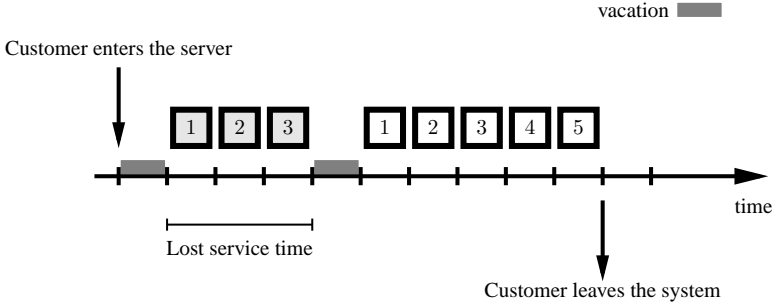 vacation
Customer enters the server
1 2 3 1 2 3 4 5
time
Lost service time
Customer leaves the system